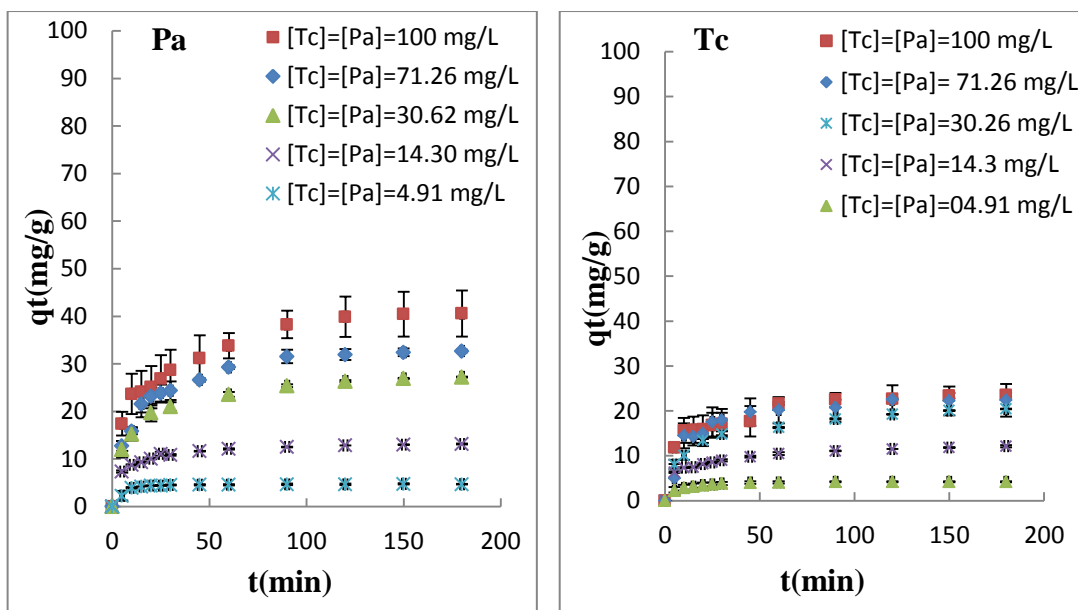 Pa
[Tc]=[Pa]=100 mg/L
[Tc]=[Pa]=71.26 mg/L
[Tc]=[Pa]=30.62 mg/L
[Tc]=[Pa]=14.30 mg/L
[Tc]=[Pa]=4.91 mg/L
100
90
80
70
60
50
40
30
20
10
0
qt(mg/g)
0
50
100
150
200
t(min)
Tc
[Tc]=[Pa]=100 mg/L
[Tc]=[Pa]= 71.26 mg/L
[Tc]=[Pa]=30.26 mg/L
[Tc]=[Pa]=14.3 mg/L
[Tc]=[Pa]=04.91 mg/L
100
90
80
70
60
50
40
30
20
10
0
qt(mg/g)
0
50
100
150
200
t(min)